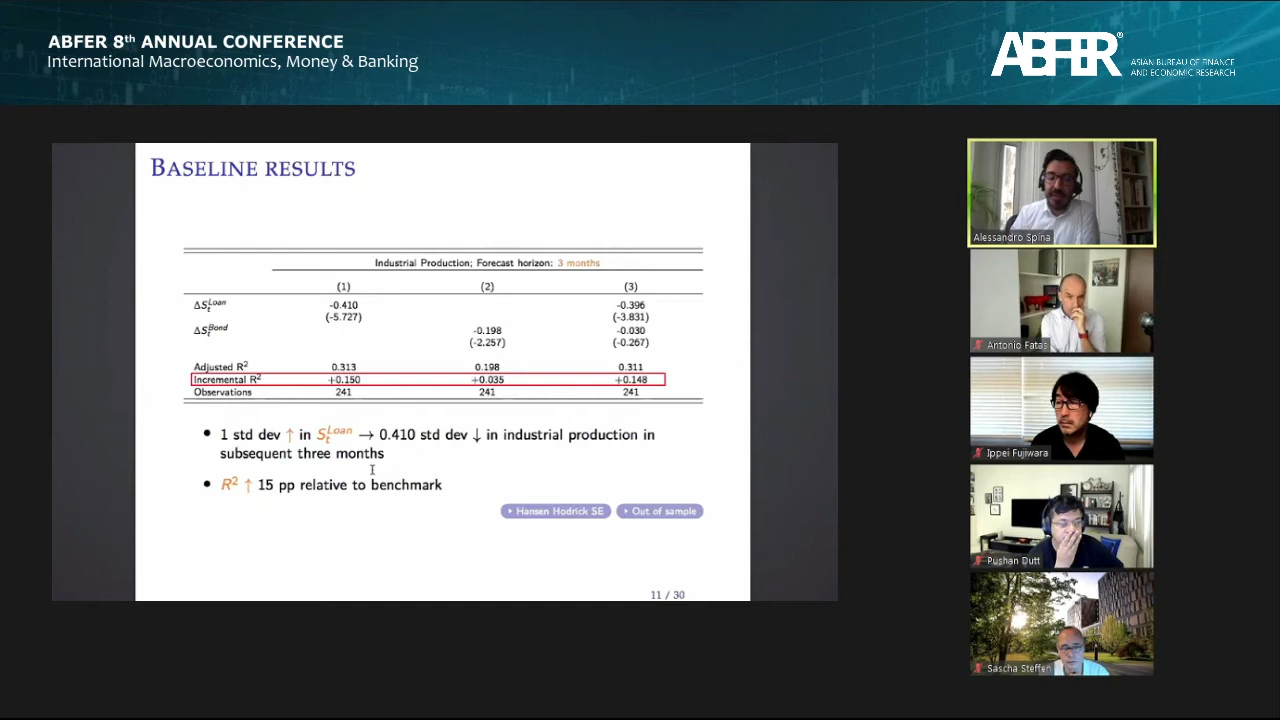 ABFER 8th ANNUAL CONFERENCE
International Macroeconomics, Money & Banking
ABFER®
ASIAN BUREAU OF FINANCE
AND ECONOMIC RESEARCH
BASELINE RESULTS
Industrial Production; Forecast horizon: 3 months
(1) (2) (3)
ΔS_t^Loan -0.410 -0.396
(-5.727) (-3.831)
ΔS_t^Bond -0.198 -0.030
(-2.257) (-0.267)
Adjusted R² 0.313 0.198 0.311
Incremental R² +0.150 +0.035 +0.148
Observations 241 241 241
• 1 std dev ↑ in S_t^Loan → 0.410 std dev ↓ in industrial production in
subsequent three months
• R² ↑ 15 pp relative to benchmark
Hansen Hodrick SE Out of sample
11 / 30
Alessandro Spina
Antonio Fatas
Ippei Fujiwara
Pushan Dutt
Sascha Steffen